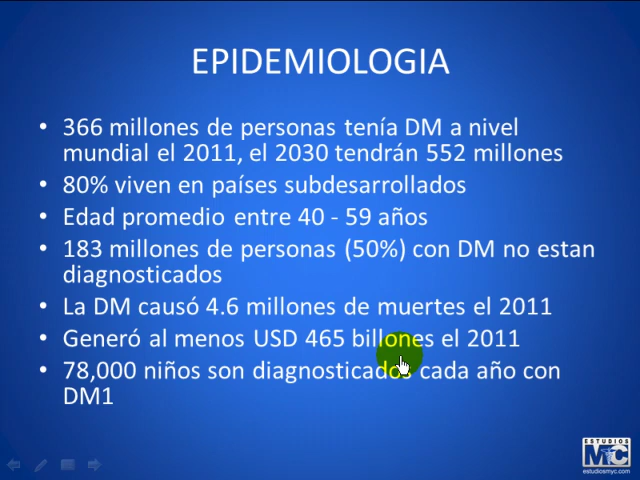 EPIDEMIOLOGIA
• 366 millones de personas tenía DM a nivel
mundial el 2011, el 2030 tendrán 552 millones
• 80% viven en países subdesarrollados
• Edad promedio entre 40 - 59 años
• 183 millones de personas (50%) con DM no estan
diagnosticados
• La DM causó 4.6 millones de muertes el 2011
• Generó al menos USD 465 billones el 2011
• 78,000 niños son diagnosticados cada año con
DM1
ESTUDIOS
MyC
estudiosmyc.com